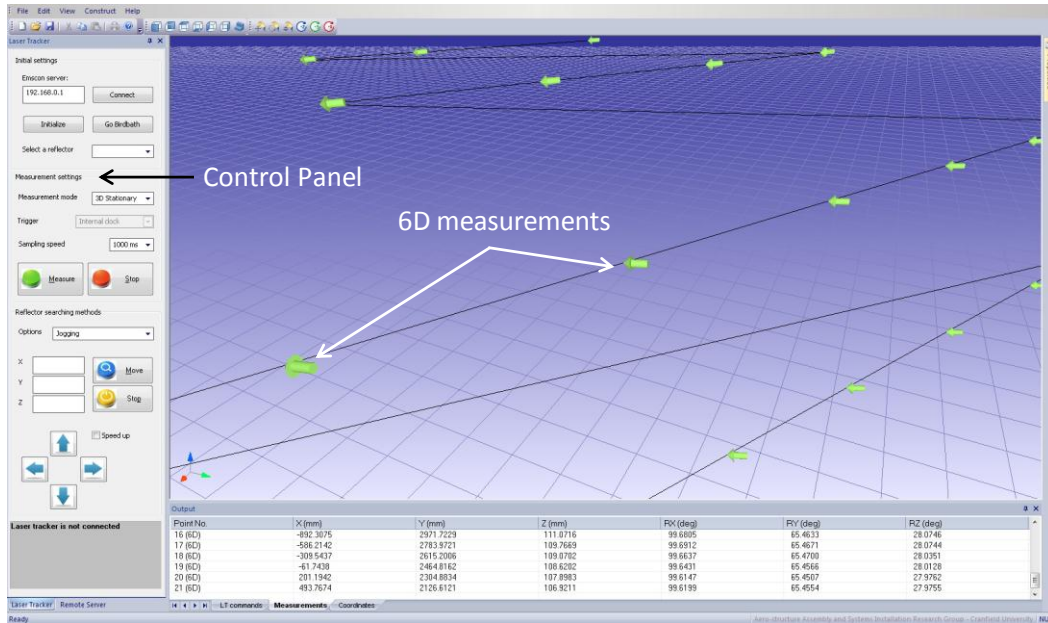 File Edit View Construct Help
Laser Tracker
Initial settings
Emscon server:
192.168.0.1 Connect
Initialize Go Birdbath
Select a reflector
Measurement settings
Control Panel
Measurement mode 3D Stationary
6D measurements
Trigger Internal clock
Sampling speed 1000 ms
Measure Stop
Reflector searching methods
Options Jogging
X
Move
Y
Z Stop
Speed up
Output
Point No. X (mm) Y (mm) Z (mm) RX (deg) RY (deg) RZ (deg)
16 (6D) -892.3075 2971.7229 111.0716 99.6805 65.4633 28.0746
17 (6D) -586.2142 2783.9721 109.7669 99.6912 65.4671 28.0744
18 (6D) -309.5437 2615.2006 109.0702 99.6637 65.4700 28.0351
19 (6D) -61.7438 2464.8162 108.6202 99.6431 65.4566 28.0128
20 (6D) 201.1942 2304.8834 107.8983 99.6147 65.4507 27.9762
21 (6D) 493.7674 2126.6121 106.9211 99.6199 65.4554 27.9755
Laser tracker is not connected
Laser Tracker Remote Server
LT commands Measurements Coordinates
Ready
Aero-structure Assembly and Systems Installation Research Group - Cranfield University NU